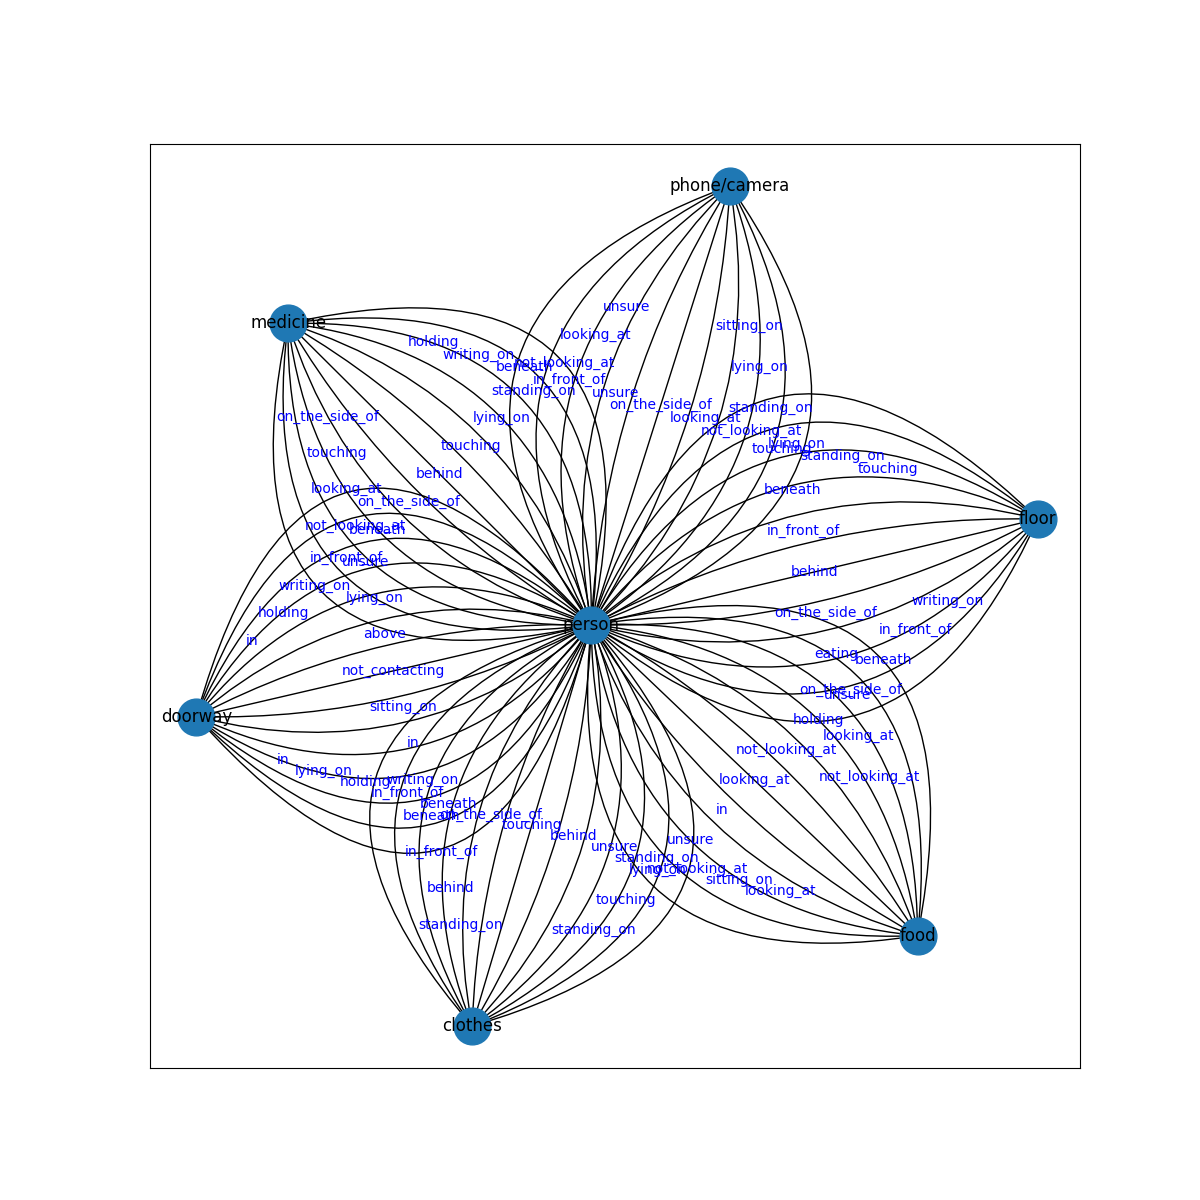 phone/camera
unsure
medicine
sitting_on
looking_at
holding
writing_on
not_looking_at
beneath
lying_on
in_front_of
standing_on
unsure
on_the_side_of
standing_on
on_the_side_of
lying_on
looking_at
not_looking_at
lying_on
touching
touching
touching
standing_on
behind
touching
looking_at
beneath
on_the_side_of
floor
not_looking_at
beneath
in_front_of
in_front_of
unsure
behind
writing_on
lying_on
writing_on
holding
on_the_side_of
person
above
in_front_of
in
eating
beneath
not_contacting
on_the_side_of
unsure
sitting_on
doorway
holding
looking_at
in
not_looking_at
in
lying_on
holding
writing_on
looking_at
not_looking_at
in_front_of
beneath
in
beneath
on_the_side_of
touching
behind
unsure
unsure
in_front_of
standing_on
lying_on
not_looking_at
sitting_on
behind
looking_at
touching
standing_on
standing_on
food
clothes